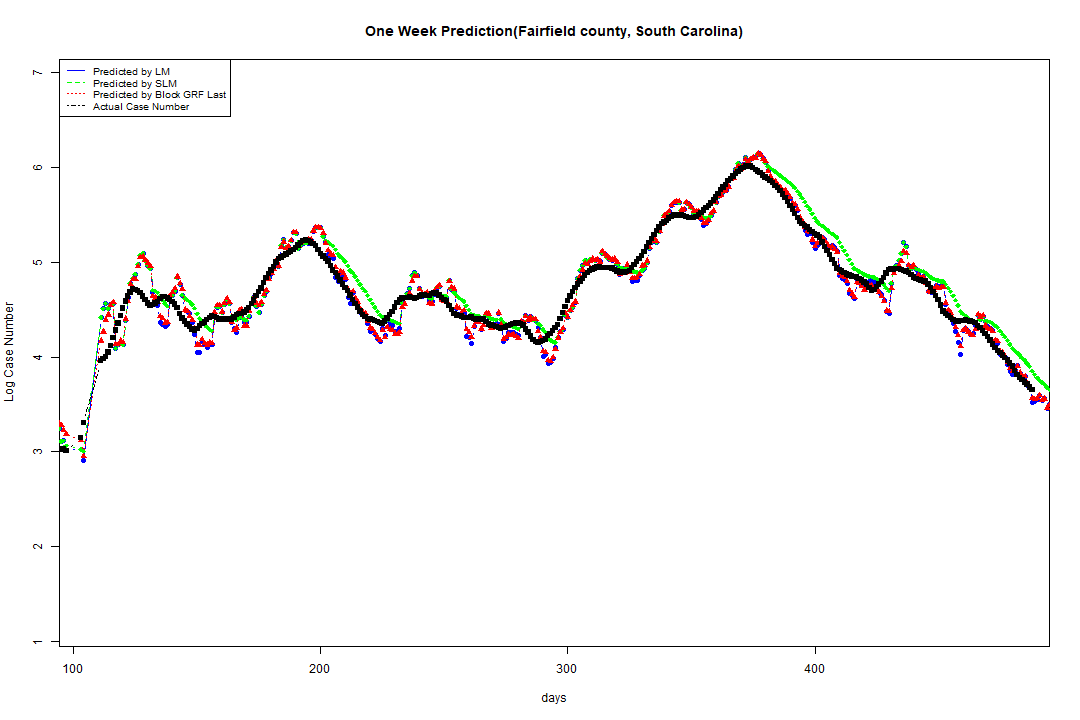 One Week Prediction(Fairfield county, South Carolina)
Predicted by LM
Predicted by SLM
Predicted by Block GRF Last
Actual Case Number
7
6
5
4
3
2
1
Log Case Number
100 200 300 400
days